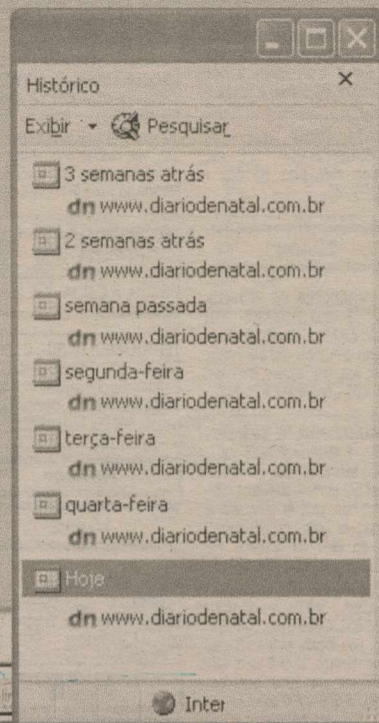 Histórico
Exibir Pesquisar
3 semanas atrás
dn www.diariodenatal.com.br
2 semanas atrás
dn www.diariodenatal.com.br
semana passada
dn www.diariodenatal.com.br
segunda-feira
dn www.diariodenatal.com.br
terça-feira
dn www.diariodenatal.com.br
quarta-feira
dn www.diariodenatal.com.br
Hoje
dn www.diariodenatal.com.br
Inter